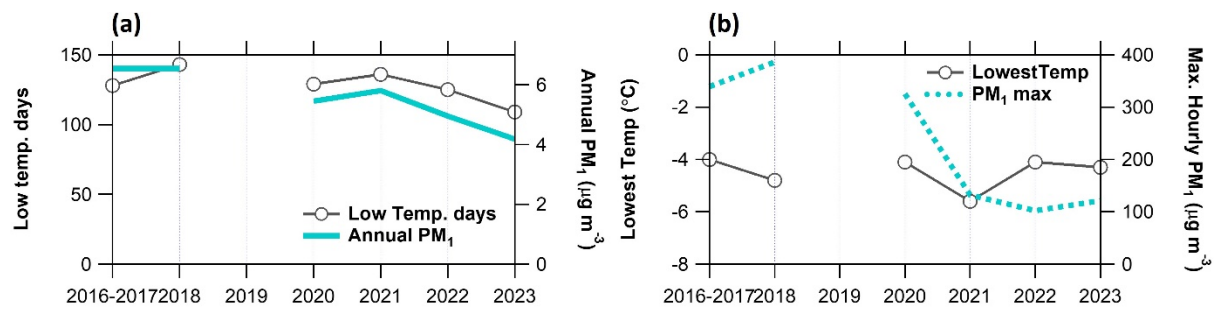 (a)
150
100
50
0
Low temp. days
6
4
2
0
Annual PM₁ (μg m⁻³)
Low Temp. days
Annual PM₁
2016-2017 2018 2019 2020 2021 2022 2023
(b)
0
-2
-4
-6
-8
Lowest Temp (°C)
400
300
200
100
0
Max. Hourly PM₁
(μg m⁻³)
LowestTemp
PM₁ max
2016-2017 2018 2019 2020 2021 2022 2023